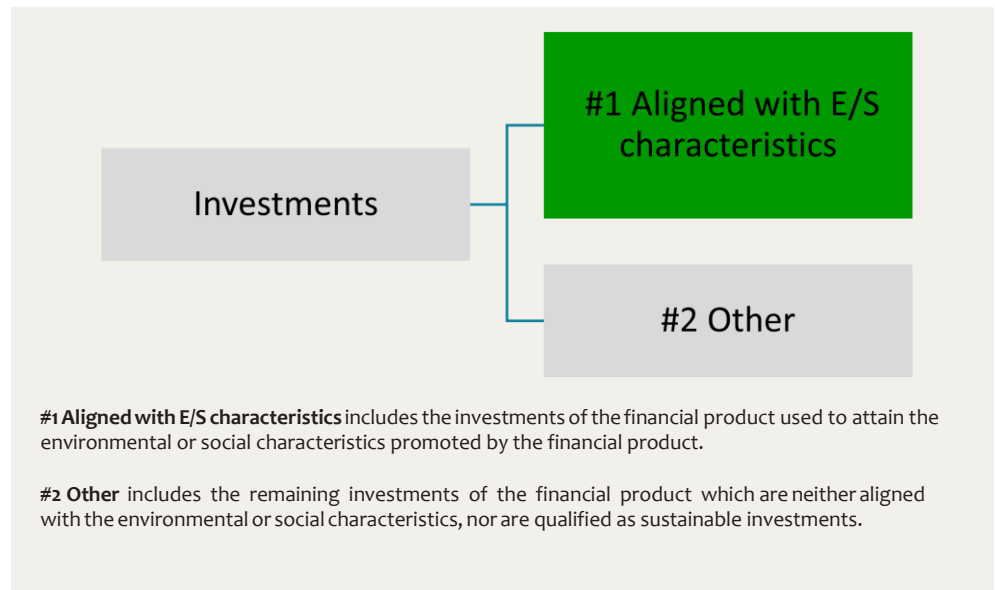 #1 Aligned with E/S
characteristics
Investments
#2 Other
#1 Aligned with E/S characteristics includes the investments of the financial product used to attain the
environmental or social characteristics promoted by the financial product.
#2 Other includes the remaining investments of the financial product which are neither aligned
with the environmental or social characteristics, nor are qualified as sustainable investments.